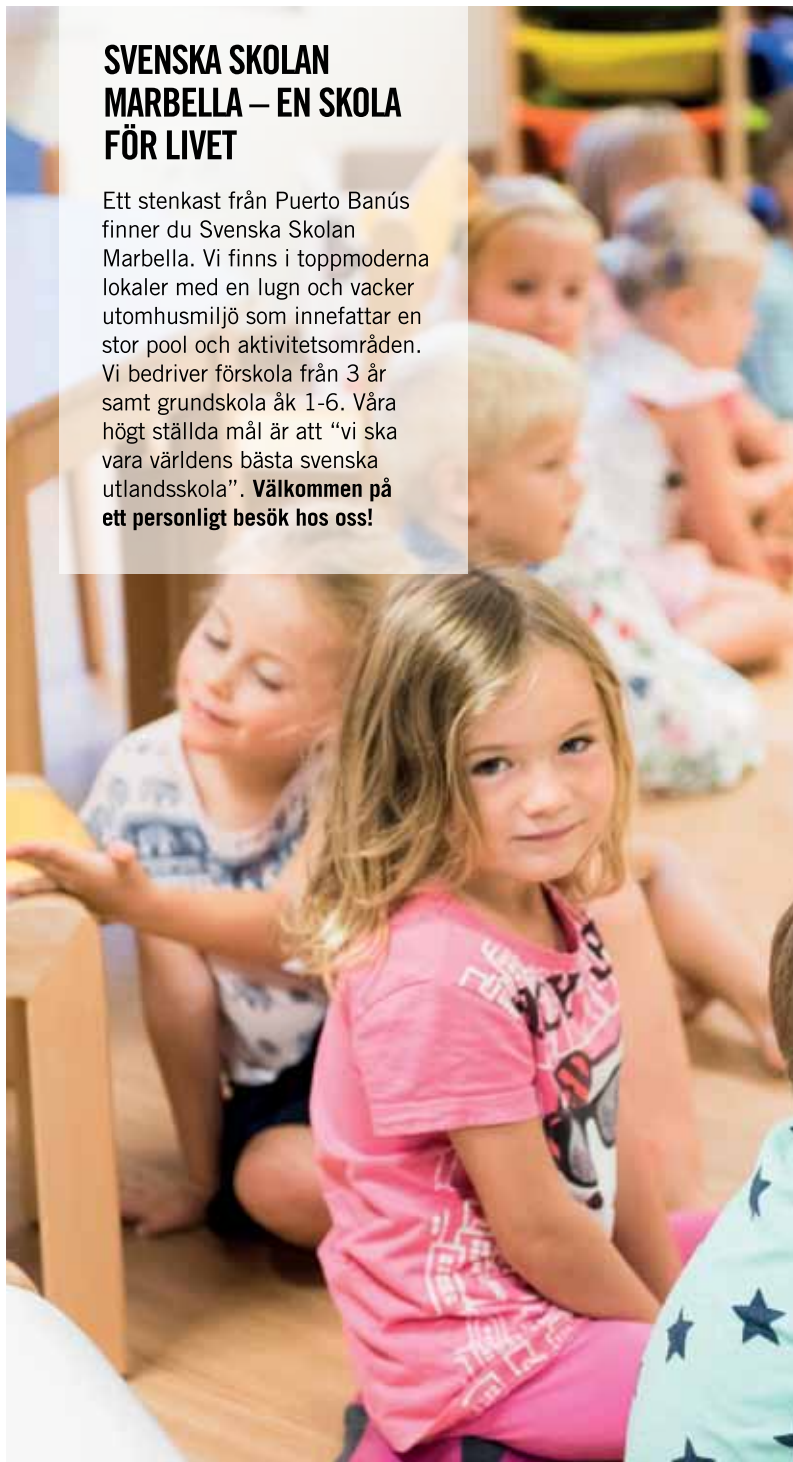 SVENSKA SKOLAN
MARBELLA – EN SKOLA
FÖR LIVET
Ett stenkast från Puerto Banús
finner du Svenska Skolan
Marbella. Vi finns i toppmoderna
lokaler med en lugn och vacker
utomhusmiljö som innefattar en
stor pool och aktivitetsområden.
Vi bedriver förskola från 3 år
samt grundskola åk 1-6. Våra
högt ställda mål är att “vi ska
vara världens bästa svenska
utlandsskola”. Välkommen på
ett personligt besök hos oss!